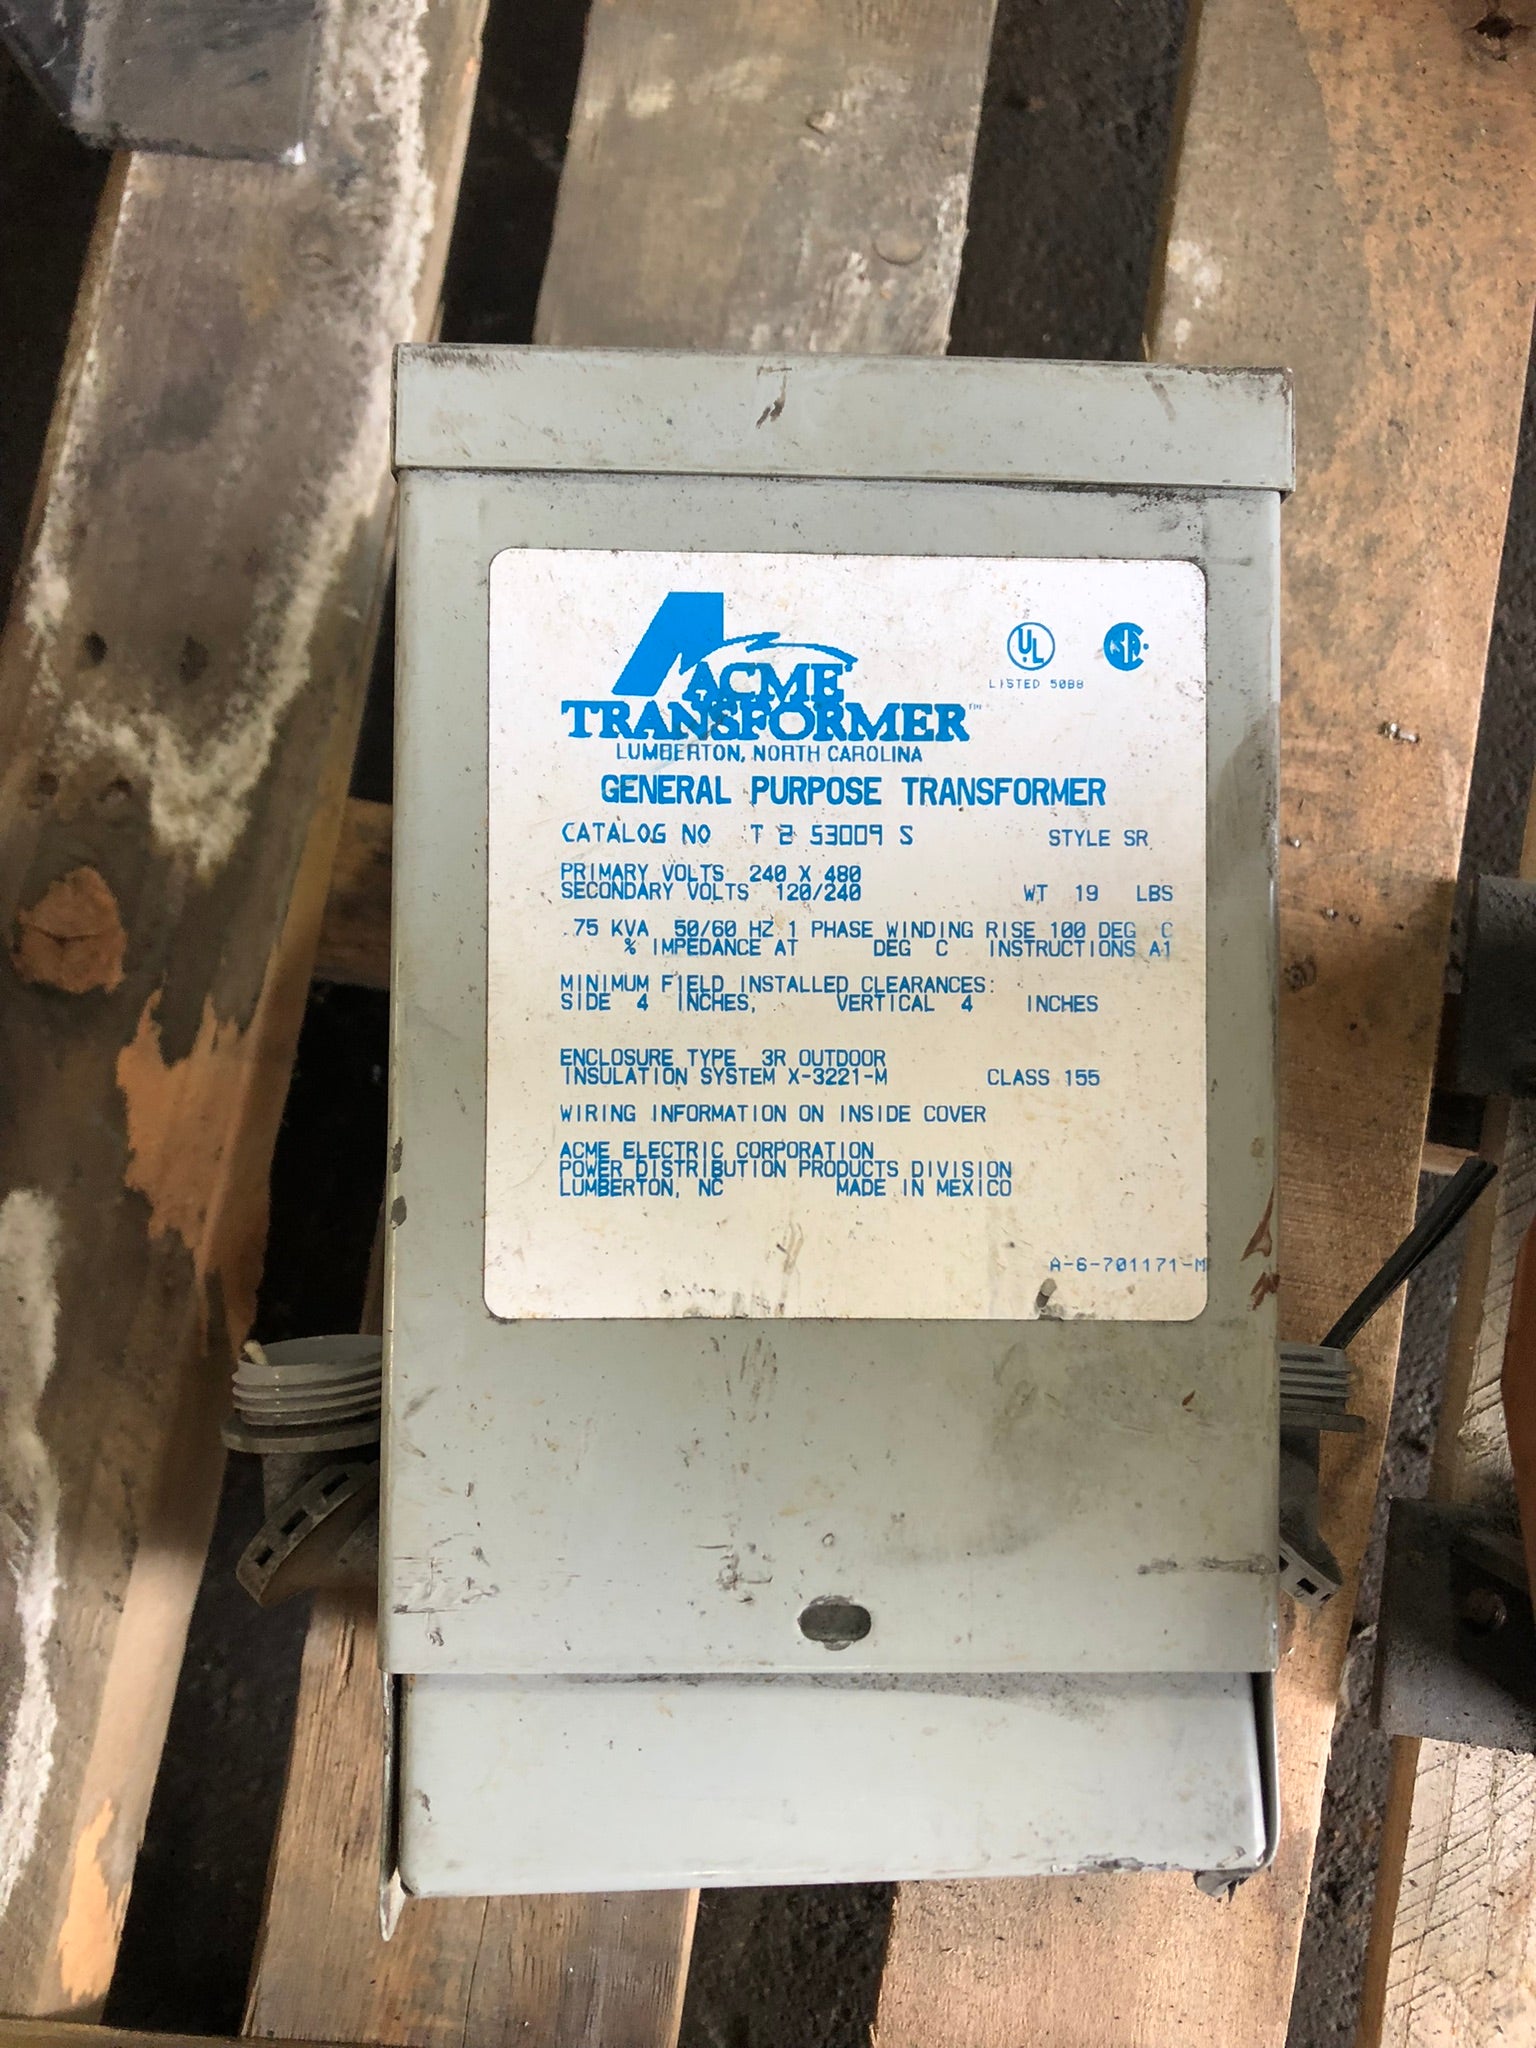 ACME
TRANSFORMER™
LUMBERTON, NORTH CAROLINA
UL
LISTED 50B8
GENERAL PURPOSE TRANSFORMER
CATALOG NO T 2 53009 S STYLE SR
PRIMARY VOLTS 240 X 480
SECONDARY VOLTS 120/240 WT 19 LBS
.75 KVA 50/60 HZ 1 PHASE WINDING RISE 100 DEG C
% IMPEDANCE AT DEG C INSTRUCTIONS A1
MINIMUM FIELD INSTALLED CLEARANCES:
SIDE 4 INCHES, VERTICAL 4 INCHES
ENCLOSURE TYPE 3R OUTDOOR
INSULATION SYSTEM X-3221-M CLASS 155
WIRING INFORMATION ON INSIDE COVER
ACME ELECTRIC CORPORATION
POWER DISTRIBUTION PRODUCTS DIVISION
LUMBERTON, NC MADE IN MEXICO
A-6-701171-M